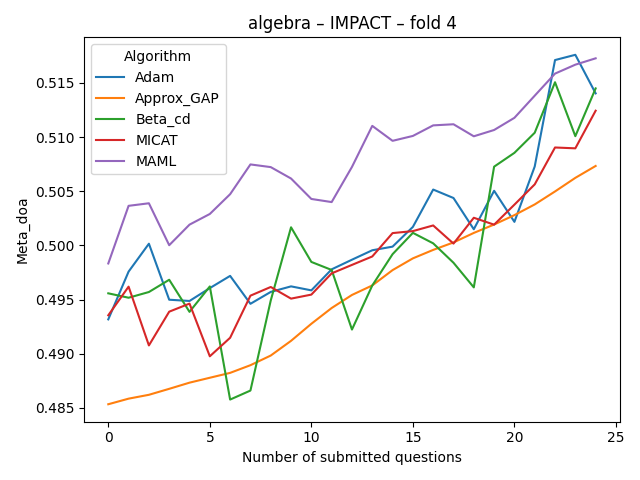 algebra – IMPACT – fold 4
Algorithm
Adam
Approx_GAP
Beta_cd
MICAT
MAML
Meta_doa
0.515
0.510
0.505
0.500
0.495
0.490
0.485
0 5 10 15 20 25
Number of submitted questions